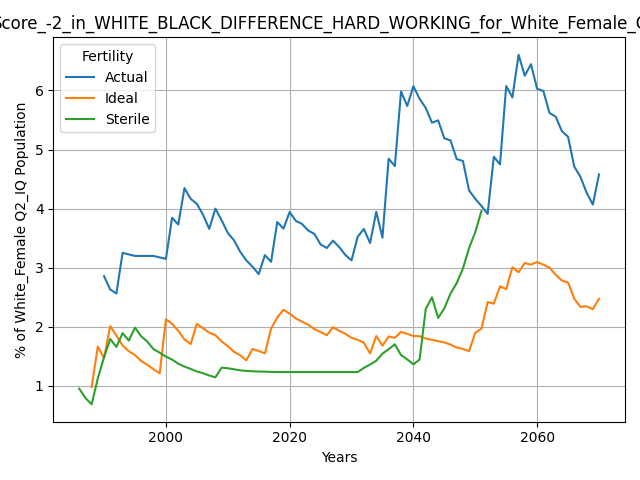 Score_-2_in_WHITE_BLACK_DIFFERENCE_HARD_WORKING_for_White_Female_
Fertility
Actual
Ideal
Sterile
% of White_Female Q2_IQ Population
6
5
4
3
2
1
2000
2020
2040
2060
Years